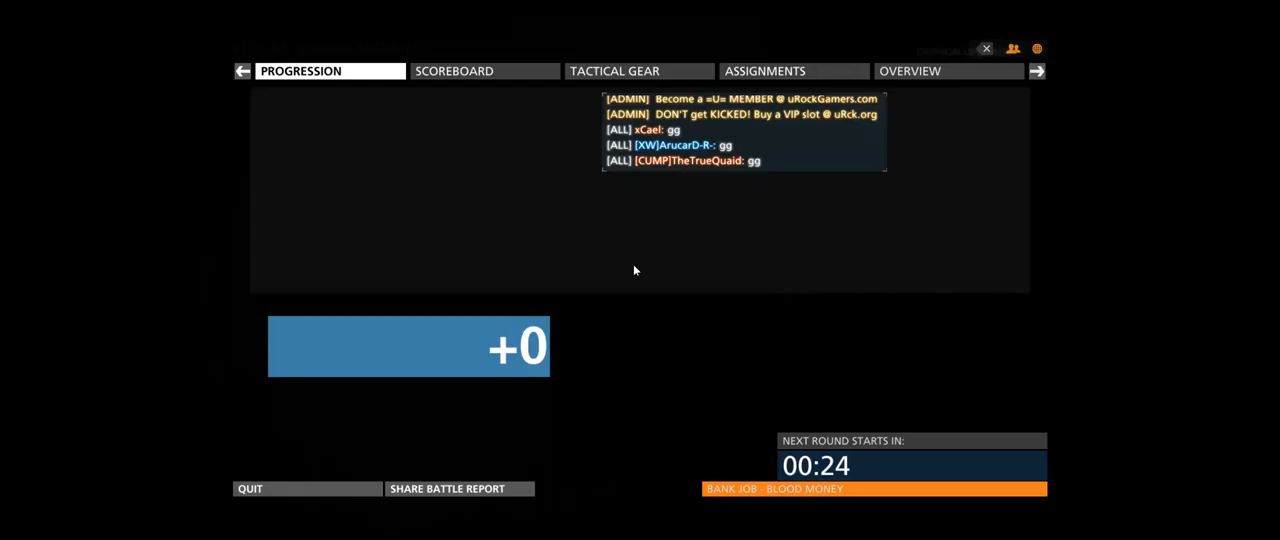 PROGRESSION
SCOREBOARD
TACTICAL GEAR
ASSIGNMENTS
OVERVIEW
[ADMIN] Become a =U= MEMBER @ uRockGamers.com
[ADMIN] DON'T get KICKED! Buy a VIP slot @ uRck.org
[ALL] xCael: gg
[ALL] [XW]ArucarD-R-: gg
[ALL] [CUMP]TheTrueQuaid: gg
+0
NEXT ROUND STARTS IN:
00:24
QUIT
SHARE BATTLE REPORT
BANK JOB - BLOOD MONEY